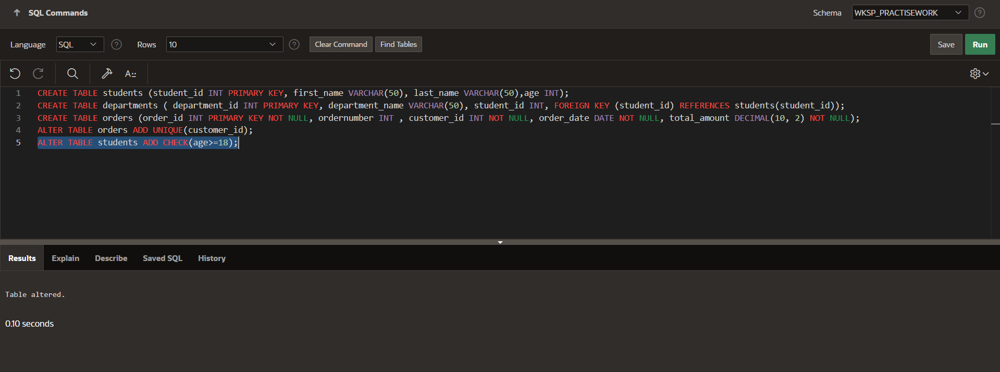 SQL Commands Schema WKSP_PRACTISEWORK ?
Language SQL ? Rows 10 ? Clear Command Find Tables Save Run
A::
1 CREATE TABLE students (student_id INT PRIMARY KEY, first_name VARCHAR(50), last_name VARCHAR(50),age INT);
2 CREATE TABLE departments ( department_id INT PRIMARY KEY, department_name VARCHAR(50), student_id INT, FOREIGN KEY (student_id) REFERENCES students(student_id));
3 CREATE TABLE orders (order_id INT PRIMARY KEY NOT NULL, ordernumber INT , customer_id INT NOT NULL, order_date DATE NOT NULL, total_amount DECIMAL(10, 2) NOT NULL);
4 ALTER TABLE orders ADD UNIQUE(customer_id);
5 ALTER TABLE students ADD CHECK(age>=18);
Results Explain Describe Saved SQL History
Table altered.
0.10 seconds